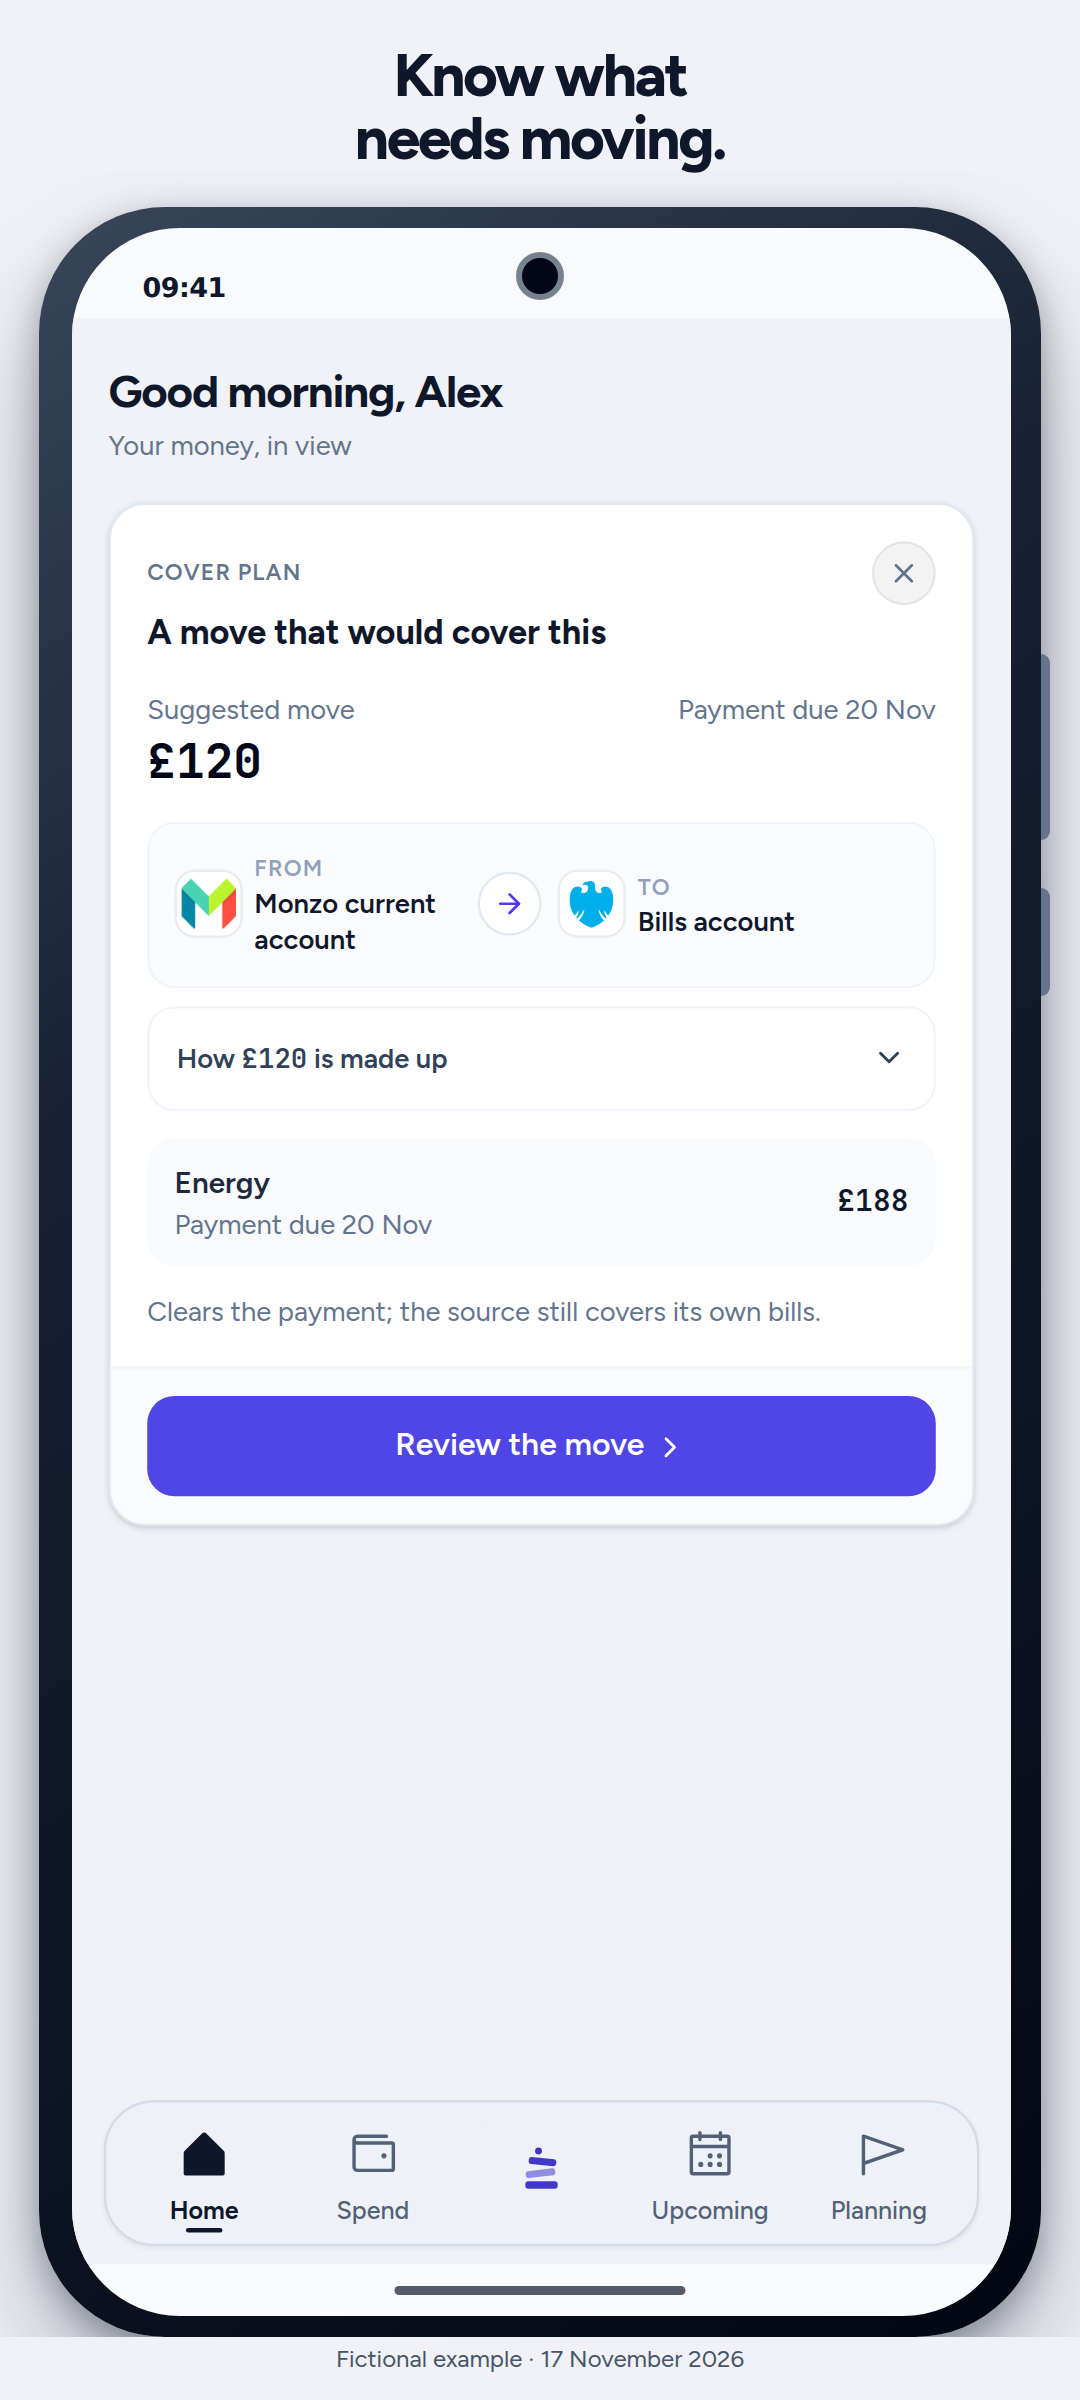 Know what
needs moving.
09:41
Good morning, Alex
Your money, in view
COVER PLAN
A move that would cover this
Suggested move
Payment due 20 Nov
£120
FROM
Monzo current
account
TO
Bills account
How £120 is made up
Energy
Payment due 20 Nov
£188
Clears the payment; the source still covers its own bills.
Review the move
Home
Spend
Upcoming
Planning
Fictional example · 17 November 2026